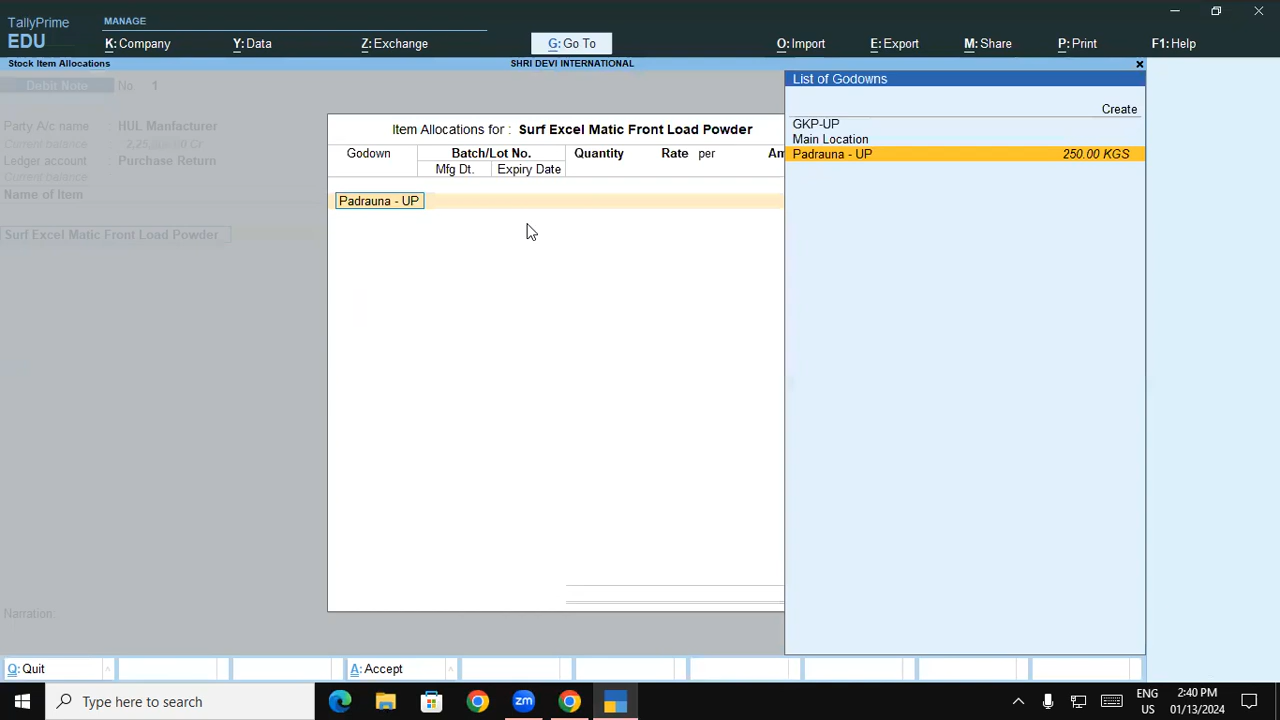 TallyPrime
EDU
MANAGE
K: Company
Y: Data
Z: Exchange
G: Go To
O: Import
E: Export
M: Share
P: Print
F1: Help
Stock Item Allocations
SHRI DEVI INTERNATIONAL
Debit Note No. 1
Party A/c name HUL Manfacturer
Current balance
Ledger account Purchase Return
Current balance
Name of Item
Surf Excel Matic Front Load Powder
Narration:
Item Allocations for : Surf Excel Matic Front Load Powder
Godown Batch/Lot No. Quantity Rate per Am
Mfg Dt. Expiry Date
Padrauna - UP
List of Godowns
Create
GKP-UP
Main Location
Padrauna - UP 250.00 KGS
Q: Quit
A: Accept
Type here to search
zm
ENG
US
2:40 PM
01/13/2024